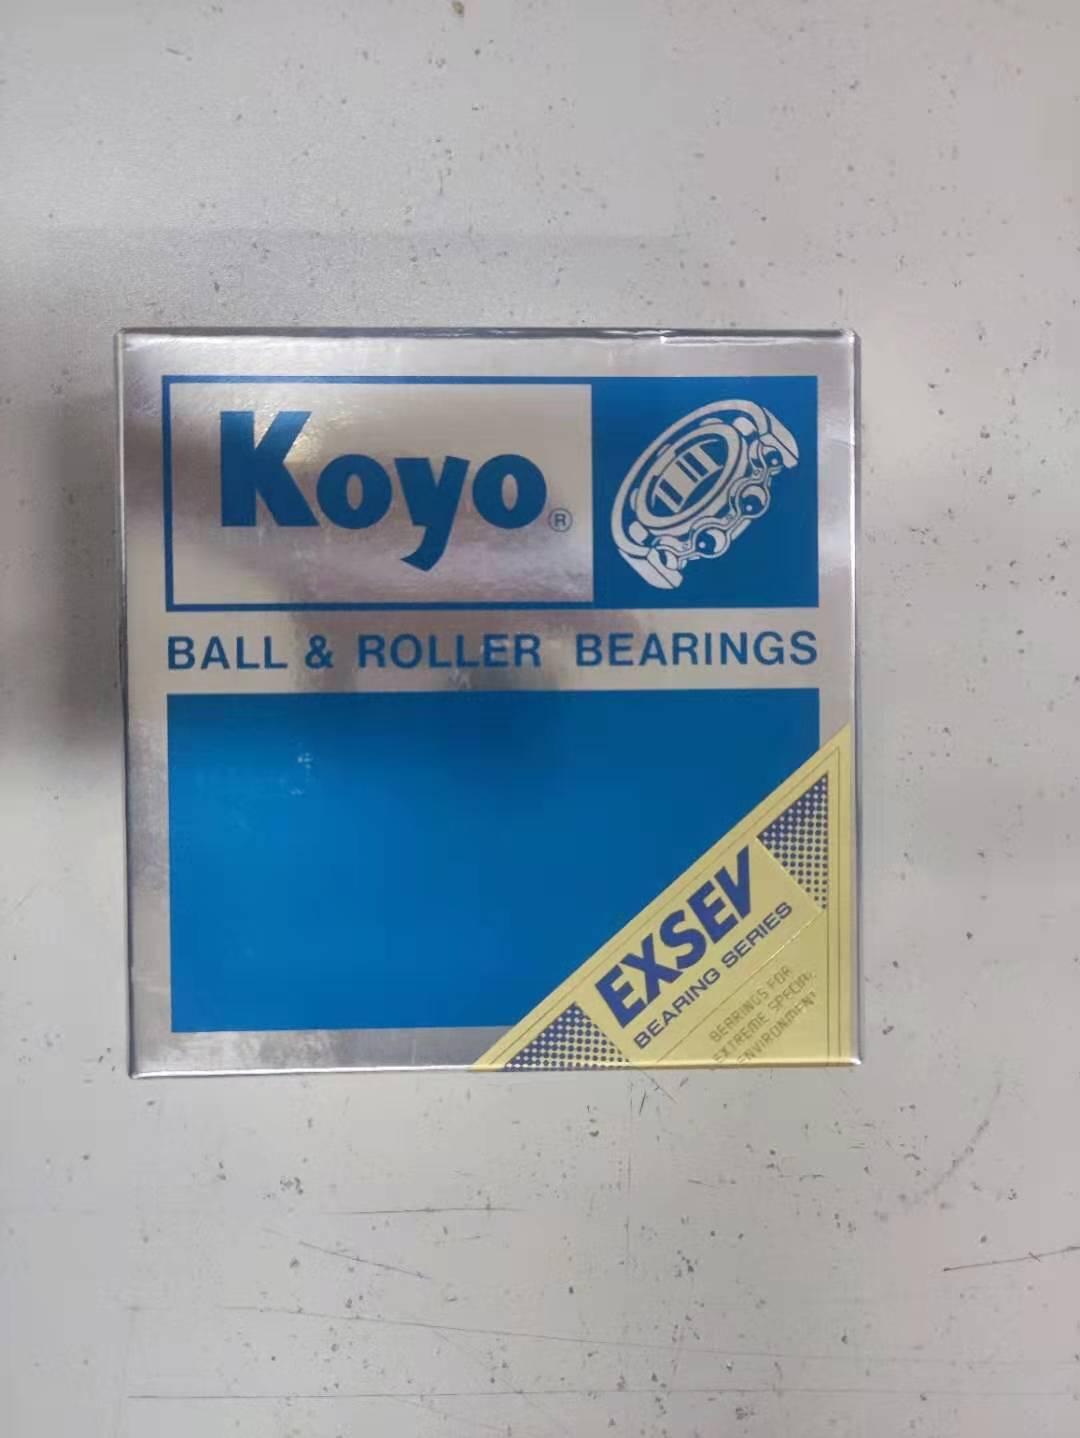 Koyo®
BALL & ROLLER BEARINGS
EXSEV
BEARING SERIES
BEARINGS FOR
EXTREME SPECIAL
ENVIRONMENT